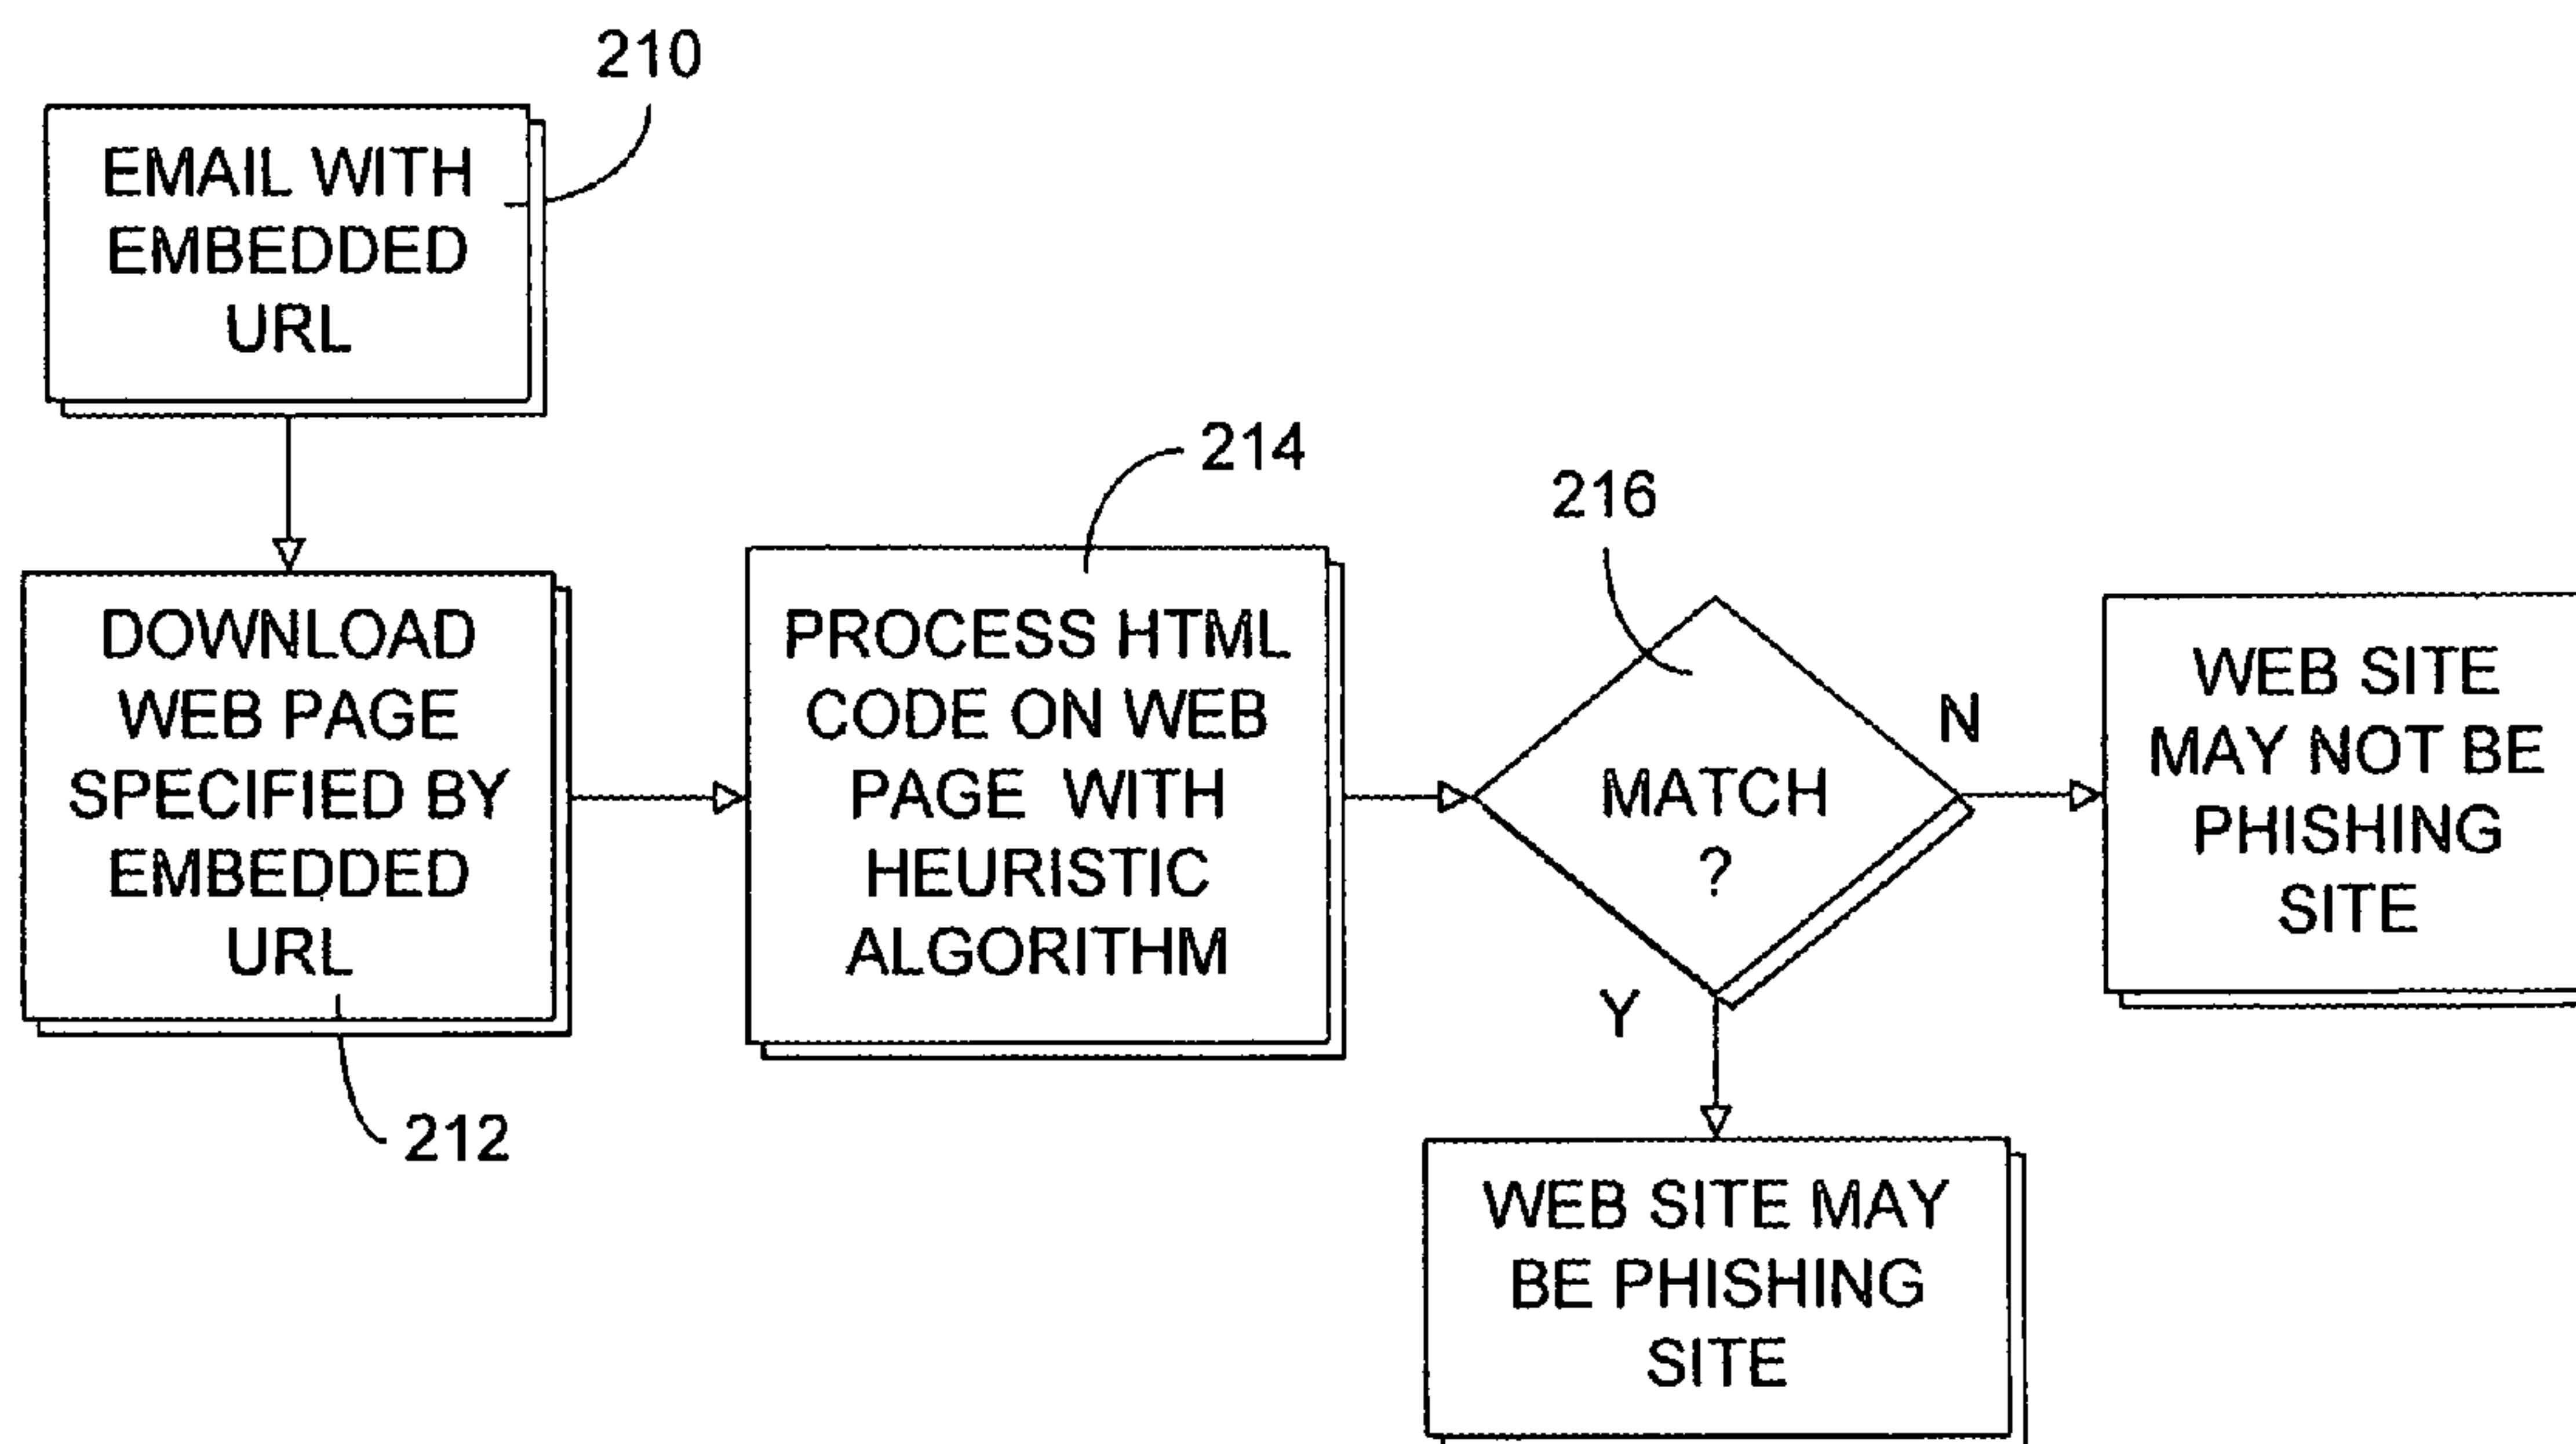 210
EMAIL WITH
EMBEDDED
URL
DOWNLOAD
WEB PAGE
SPECIFIED BY
EMBEDDED
URL
212
214
PROCESS HTML
CODE ON WEB
PAGE WITH
HEURISTIC
ALGORITHM
216
MATCH
?
N
Y
WEB SITE
MAY NOT BE
PHISHING
SITE
WEB SITE MAY
BE PHISHING
SITE